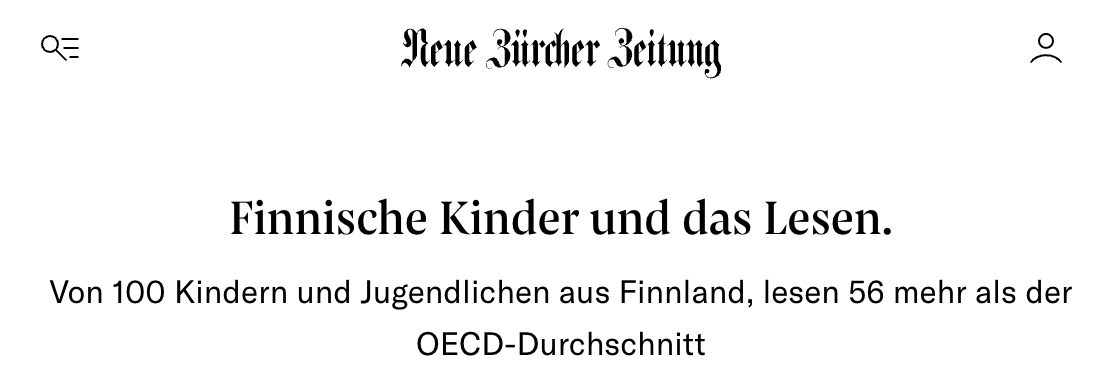 Neue Zürcher Zeitung
Finnische Kinder und das Lesen.
Von 100 Kindern und Jugendlichen aus Finnland, lesen 56 mehr als der
OECD-Durchschnitt